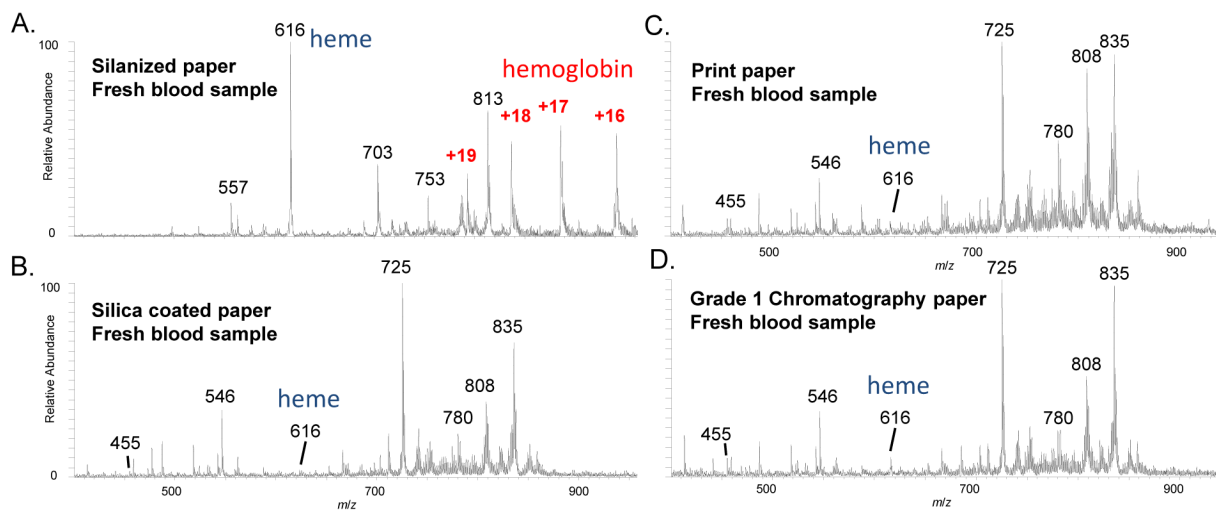 A.
Silanized paper
Fresh blood sample
616
heme
hemoglobin
813
+18
+17
+16
+19
703
753
557
100
0
Relative Abundance
B.
Silica coated paper
Fresh blood sample
725
835
808
780
546
heme
616
455
100
0
Relative Abundance
500
700
900
m/z
C.
Print paper
Fresh blood sample
725
808
835
780
546
heme
616
455
500
700
900
m/z
D.
Grade 1 Chromatography paper
Fresh blood sample
725
835
808
780
546
heme
616
455
500
700
900
m/z